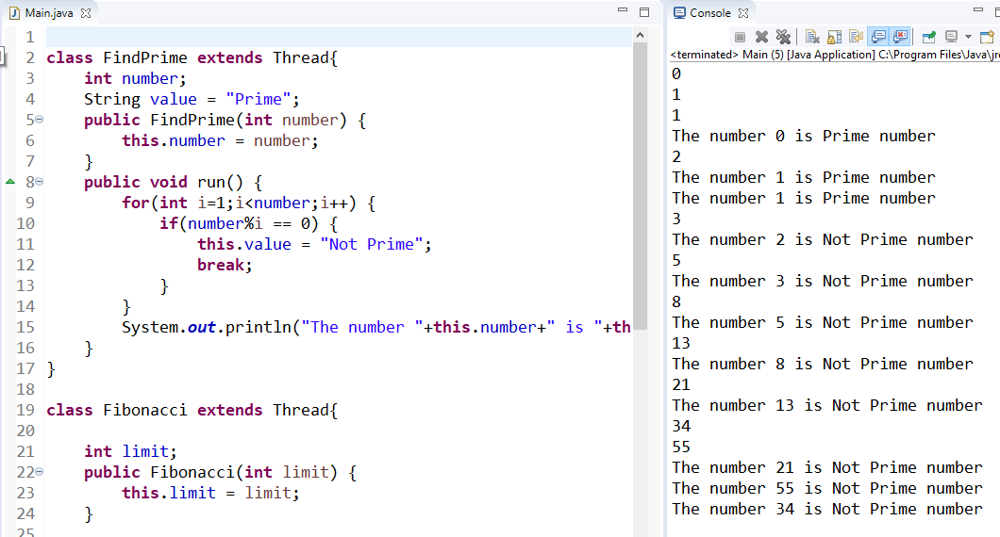 Main.java
1
2 class FindPrime extends Thread{
3 int number;
4 String value = "Prime";
5 public FindPrime(int number) {
6 this.number = number;
7 }
8 public void run() {
9 for(int i=1;i<number;i++) {
10 if(number%i == 0) {
11 this.value = "Not Prime";
12 break;
13 }
14 }
15 System.out.println("The number "+this.number+" is "+th
16 }
17 }
18
19 class Fibonacci extends Thread{
20
21 int limit;
22 public Fibonacci(int limit) {
23 this.limit = limit;
24 }
25
Console
<terminated> Main (5) [Java Application] C:\Program Files\Java\jr
0
1
1
The number 0 is Prime number
2
The number 1 is Prime number
The number 1 is Prime number
3
The number 2 is Not Prime number
5
The number 3 is Not Prime number
8
The number 5 is Not Prime number
13
The number 8 is Not Prime number
21
The number 13 is Not Prime number
34
55
The number 21 is Not Prime number
The number 55 is Not Prime number
The number 34 is Not Prime number